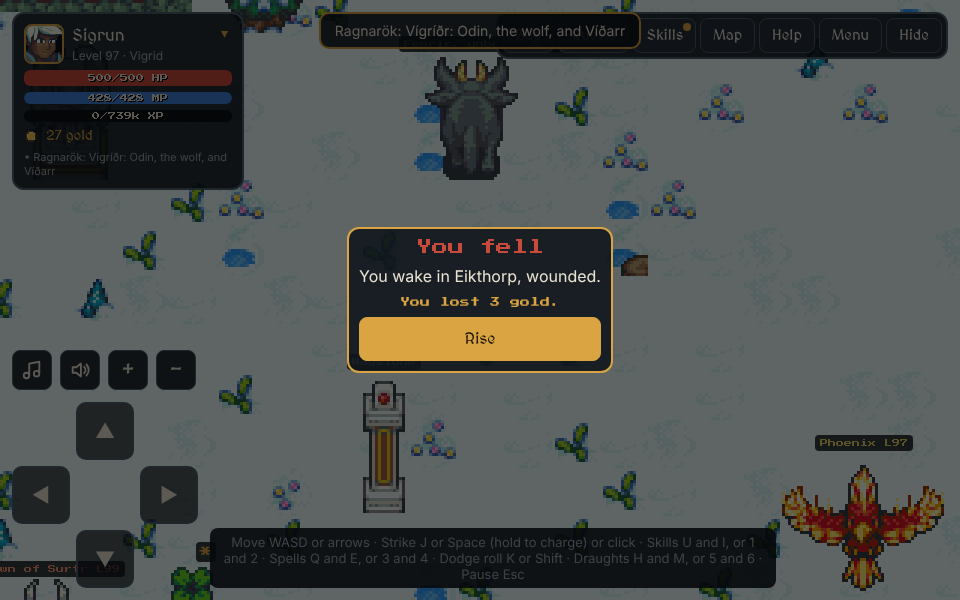 Sigrun
Level 97 · Vigrid
500/500 HP
428/428 MP
0/739k XP
27 gold
• Ragnarök: Vígríðr: Odin, the wolf, and
Víðarr
Ragnarök: Vígríðr: Odin, the wolf, and Víðarr
Skills
Map
Help
Menu
Hide
You fell
You wake in Eikthorp, wounded.
You lost 3 gold.
Rise
Phoenix L97
Move WASD or arrows · Strike J or Space (hold to charge) or click · Skills U and I, or 1
and 2 · Spells Q and E, or 3 and 4 · Dodge roll K or Shift · Draughts H and M, or 5 and 6 ·
Pause Esc